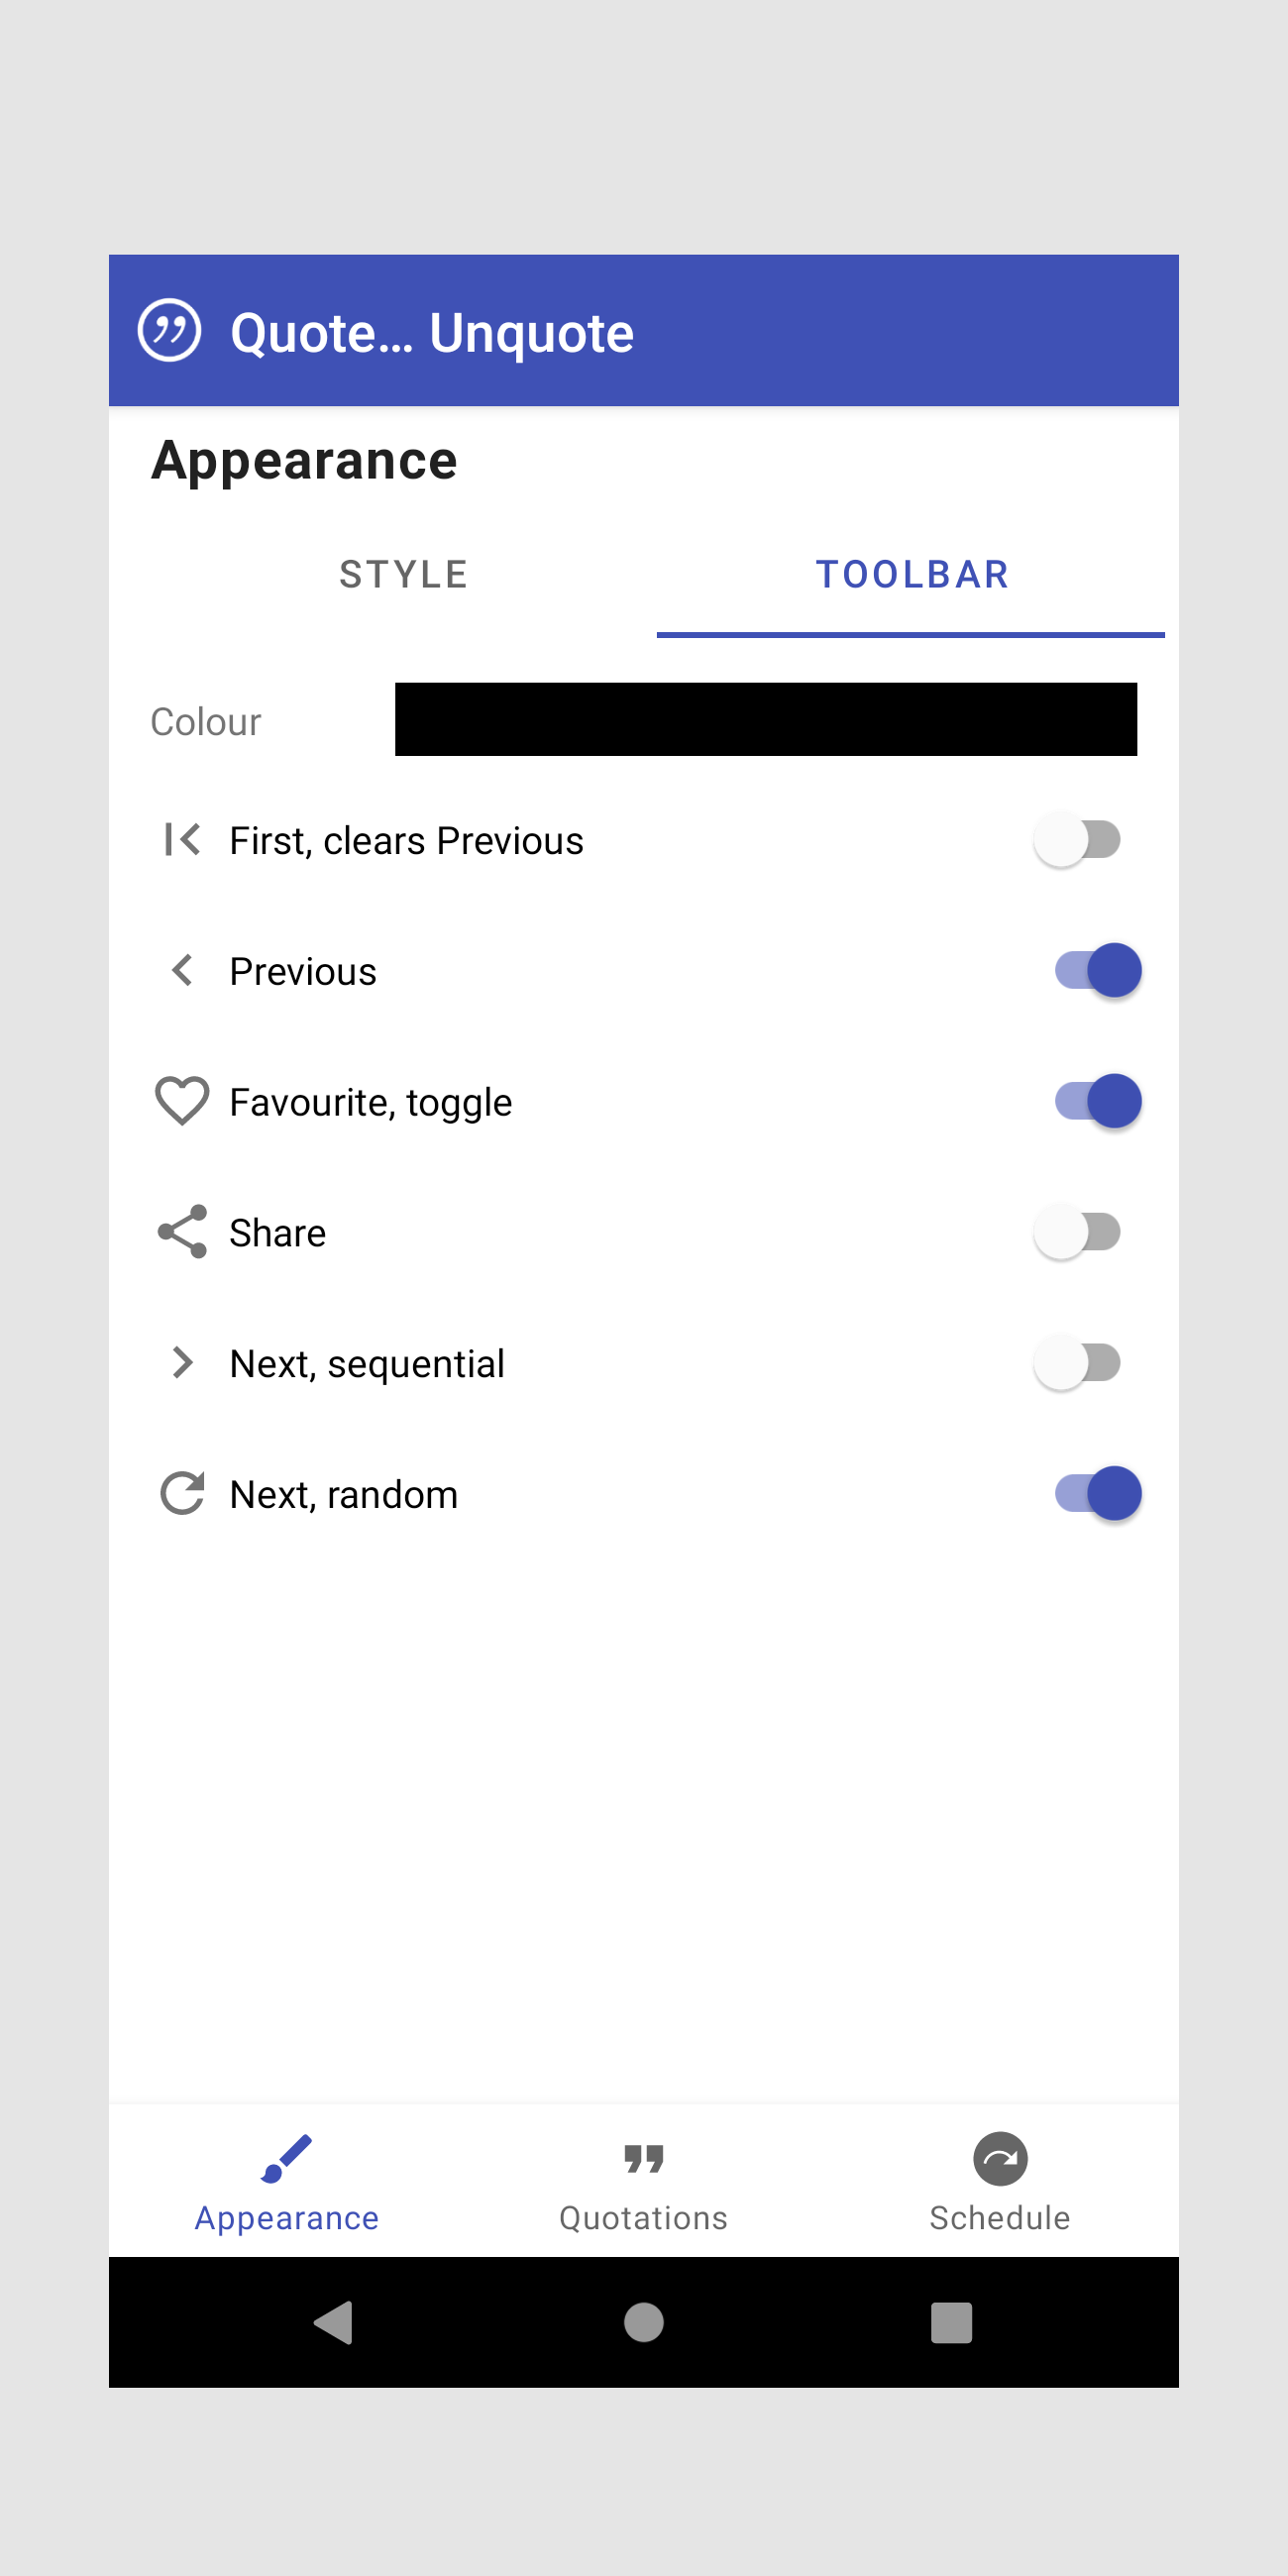 Quote… Unquote
Appearance
STYLE
TOOLBAR
Colour
First, clears Previous
Previous
Favourite, toggle
Share
Next, sequential
Next, random
Appearance
Quotations
Schedule